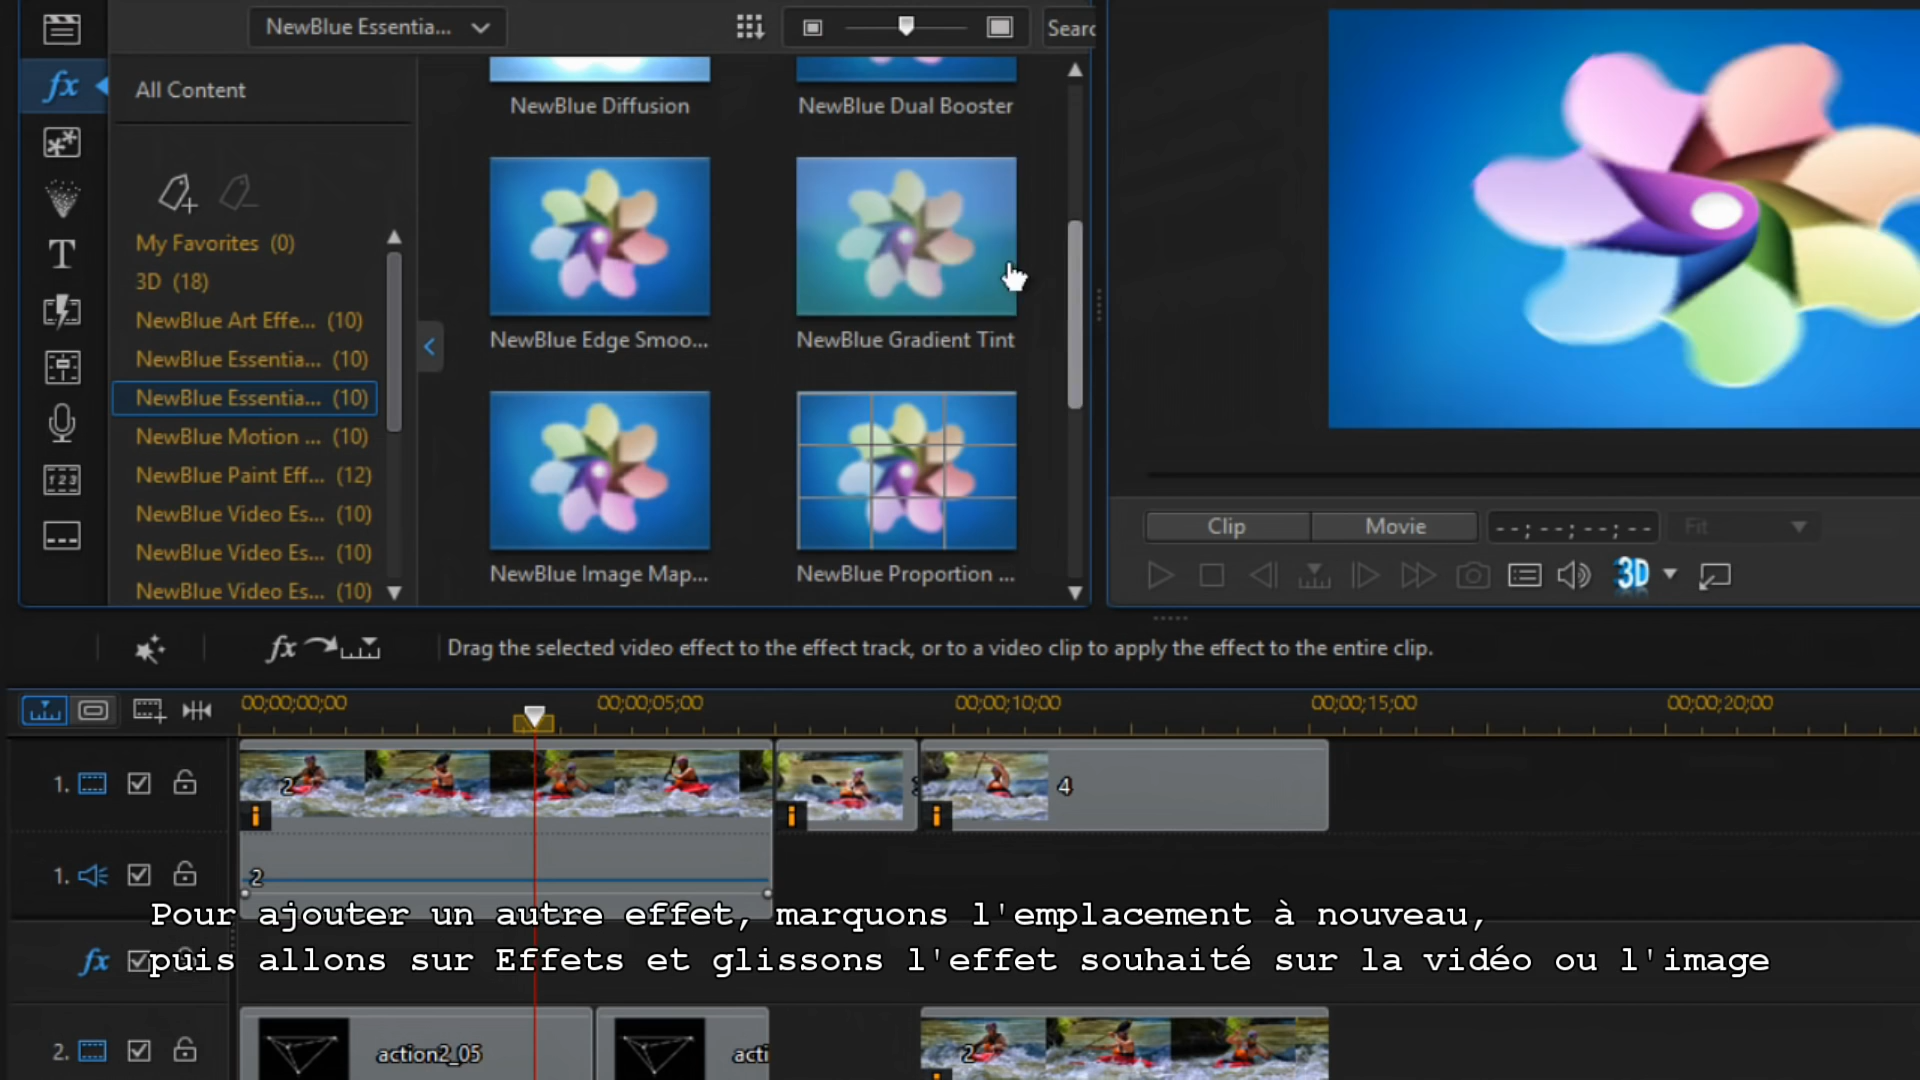 NewBlue Essentia...
Searc
All Content
NewBlue Diffusion
NewBlue Dual Booster
My Favorites (0)
3D (18)
NewBlue Art Effe... (10)
NewBlue Essentia... (10)
NewBlue Essentia... (10)
NewBlue Motion ... (10)
NewBlue Paint Eff... (12)
NewBlue Video Es... (10)
NewBlue Video Es... (10)
NewBlue Video Es... (10)
NewBlue Edge Smoo...
NewBlue Gradient Tint
NewBlue Image Map...
NewBlue Proportion ...
fx
T
1 2 3
Clip
Movie
--;--;--;--
Fit
3D
fx
Drag the selected video effect to the effect track, or to a video clip to apply the effect to the entire clip.
00;00;00;00
00;00;05;00
00;00;10;00
00;00;15;00
00;00;20;00
1.
2
i
i
i
4
1.
2
Pour ajouter un autre effet, marquons l'emplacement à nouveau,
fx
puis allons sur Effets et glissons l'effet souhaité sur la vidéo ou l'image
2.
action2_05
acti
2